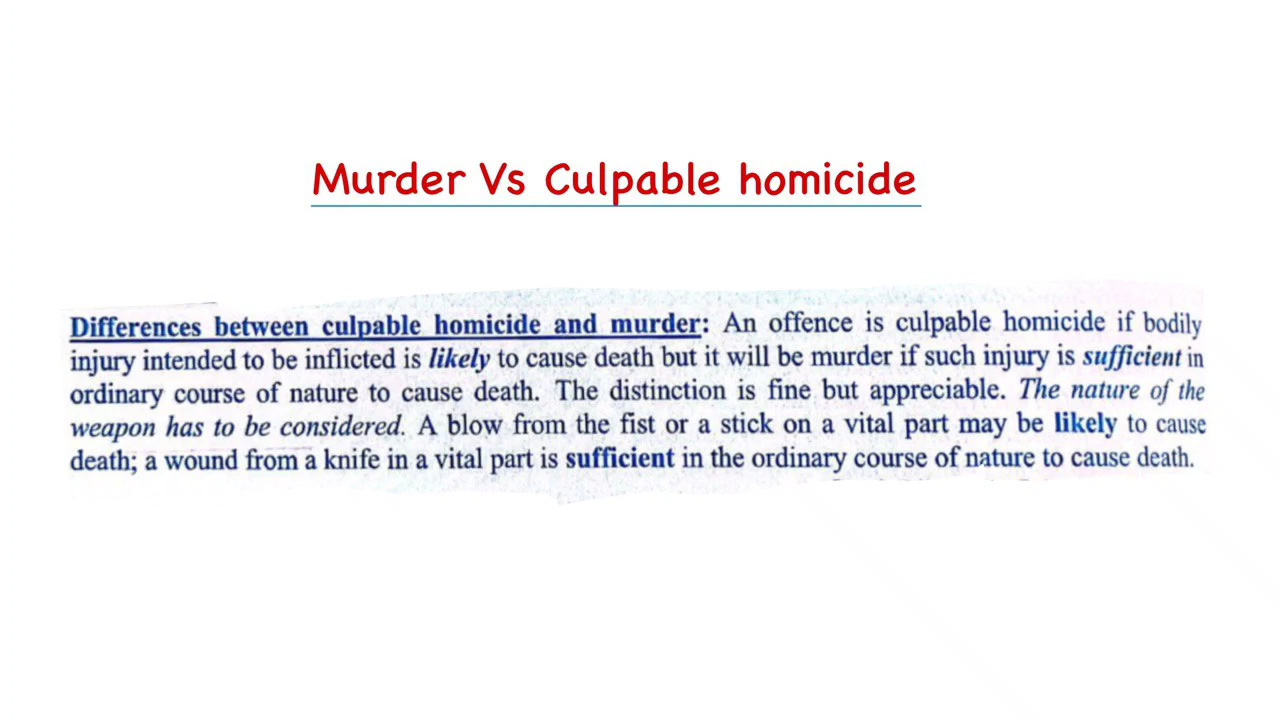 Murder Vs Culpable homicide
Differences between culpable homicide and murder: An offence is culpable homicide if bodily
injury intended to be inflicted is likely to cause death but it will be murder if such injury is sufficient in
ordinary course of nature to cause death. The distinction is fine but appreciable. The nature of the
weapon has to be considered. A blow from the fist or a stick on a vital part may be likely to cause
death; a wound from a knife in a vital part is sufficient in the ordinary course of nature to cause death.